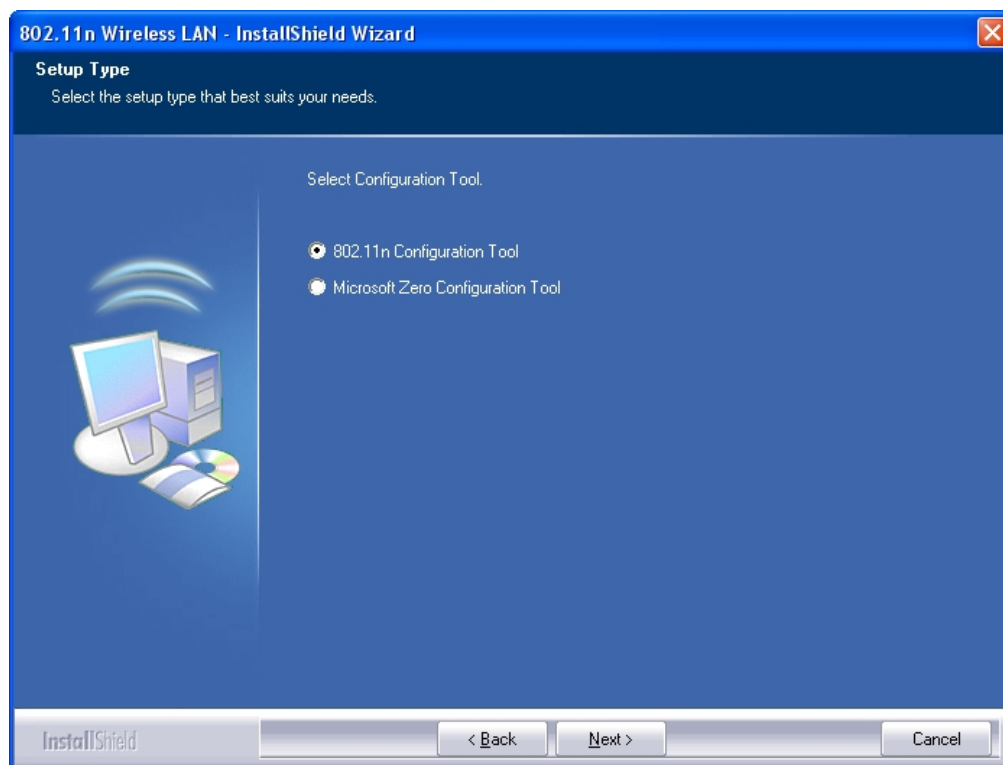 802.11n Wireless LAN - InstallShield Wizard
Setup Type
Select the setup type that best suits your needs.
Select Configuration Tool.
802.11n Configuration Tool
Microsoft Zero Configuration Tool
InstallShield
< Back
Next >
Cancel